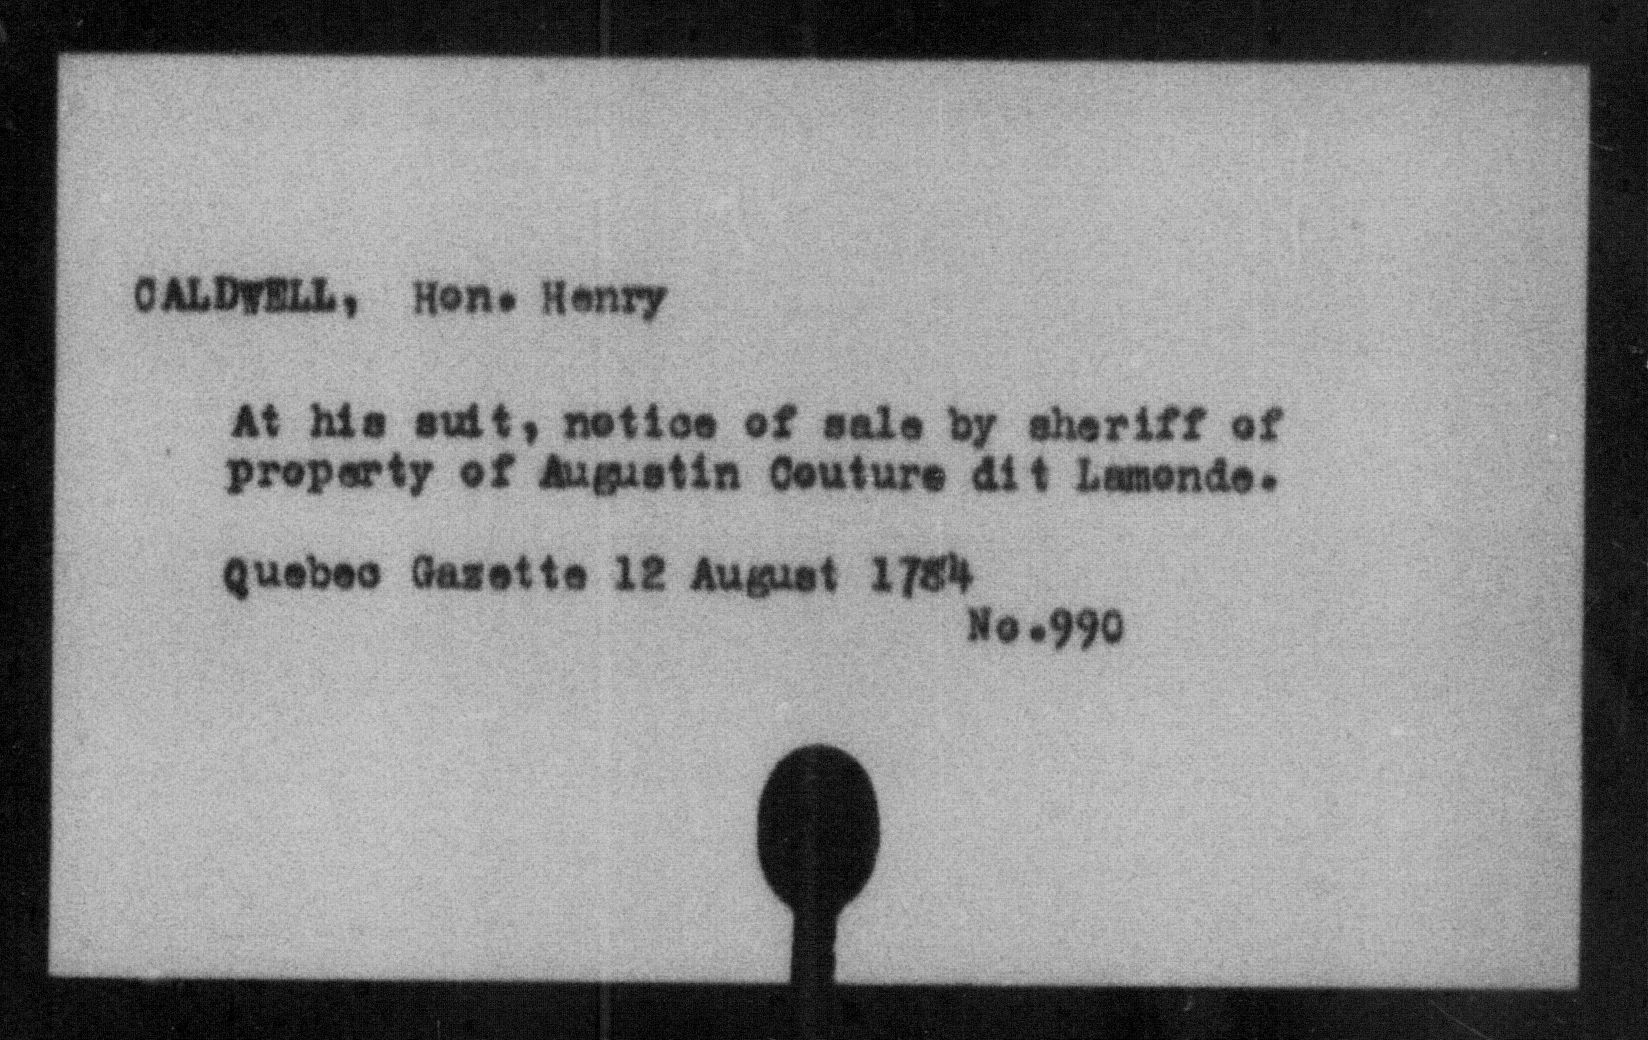 CALDWELL, Hon. Henry
At his suit, notice of sale by sheriff of
property of Augustin Couture dit Lamonde.
Quebec Gazette 12 August 1784
No.990